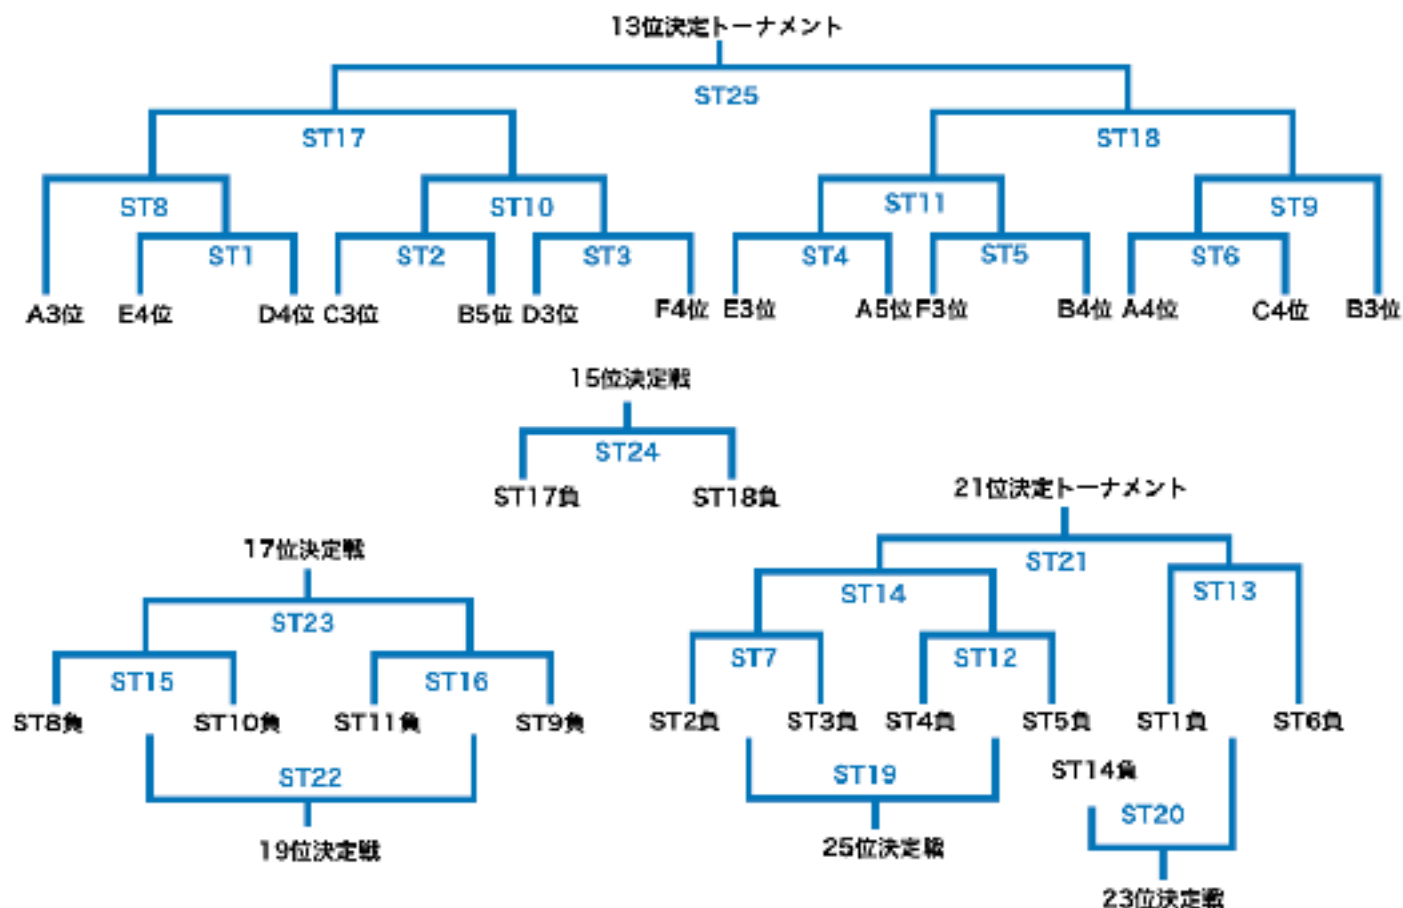 13位決定トーナメント
ST25
ST17 ST18
ST8 ST10 ST11 ST9
ST1 ST2 ST3 ST4 ST5 ST6
A3位 E4位 D4位 C3位 B5位 D3位 F4位 E3位 A5位 F3位 B4位 A4位 C4位 B3位
15位決定戦
ST24
ST17負 ST18負
21位決定トーナメント
ST21
ST14 ST13
ST7 ST12
ST2負 ST3負 ST4負 ST5負 ST1負 ST6負
ST19
25位決定戦
ST14負
ST20
23位決定戦
17位決定戦
ST23
ST15 ST16
ST8負 ST10負 ST11負 ST9負
ST22
19位決定戦